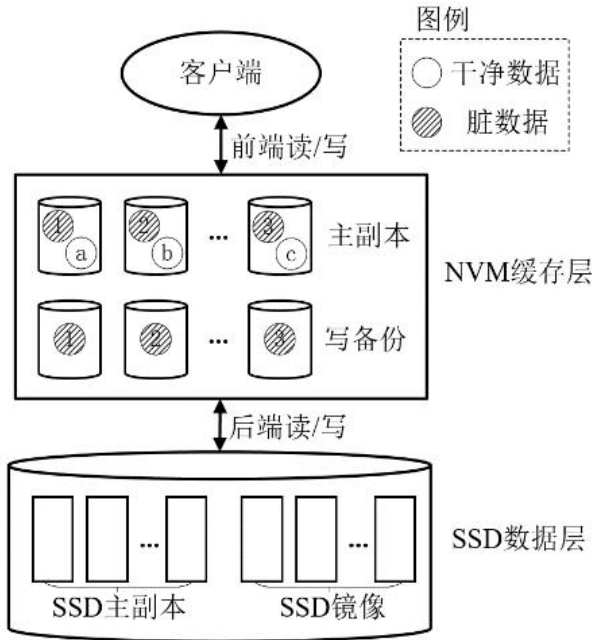 图例
客户端
干净数据
脏数据
前端读/写
1 2 ... 3 主副本
a b c
NVM缓存层
1 2 ... 3 写备份
后端读/写
... ...
SSD数据层
SSD主副本 SSD镜像